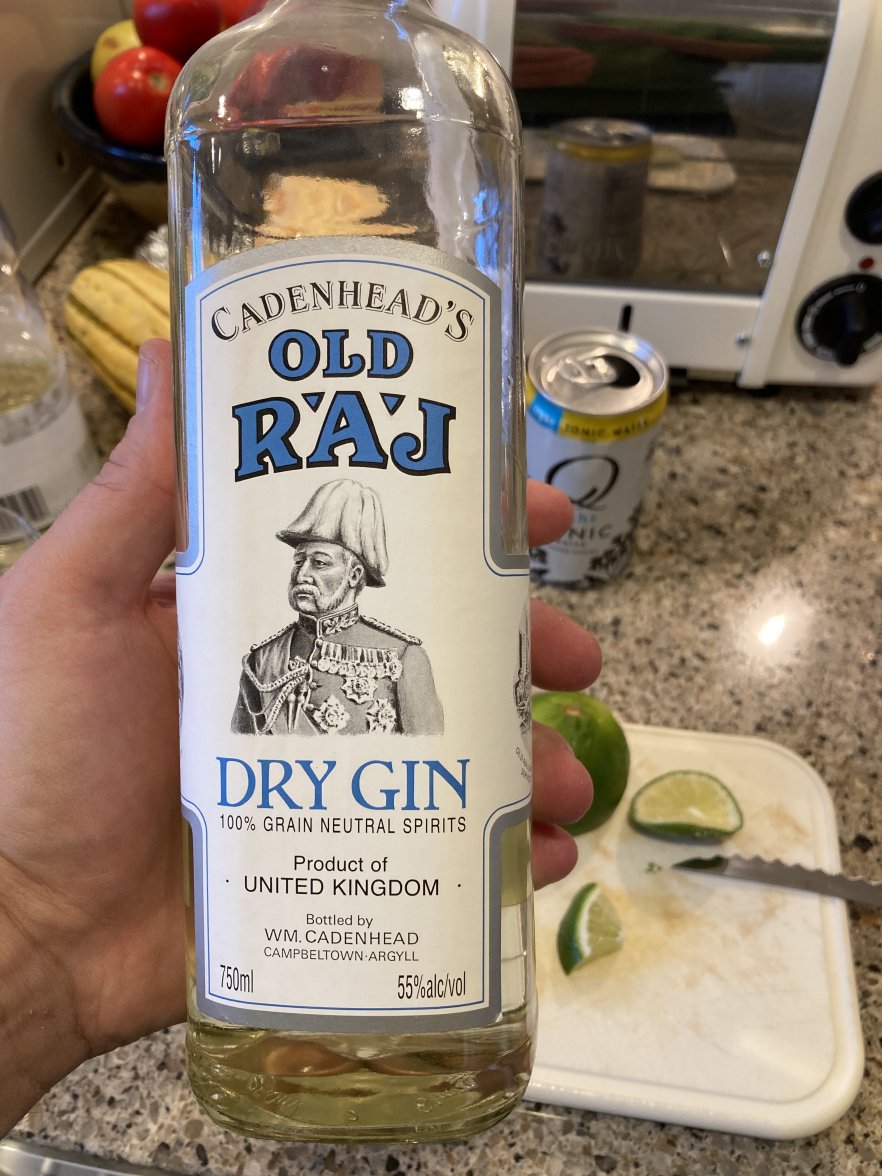 CADENHEAD'S
OLD
R'A'J
DRY GIN
100% GRAIN NEUTRAL SPIRITS
Product of
· UNITED KINGDOM ·
Bottled by
WM. CADENHEAD
CAMPBELTOWN·ARGYLL
750ml 55%alc/vol
TONIC WATER
Q
TONIC